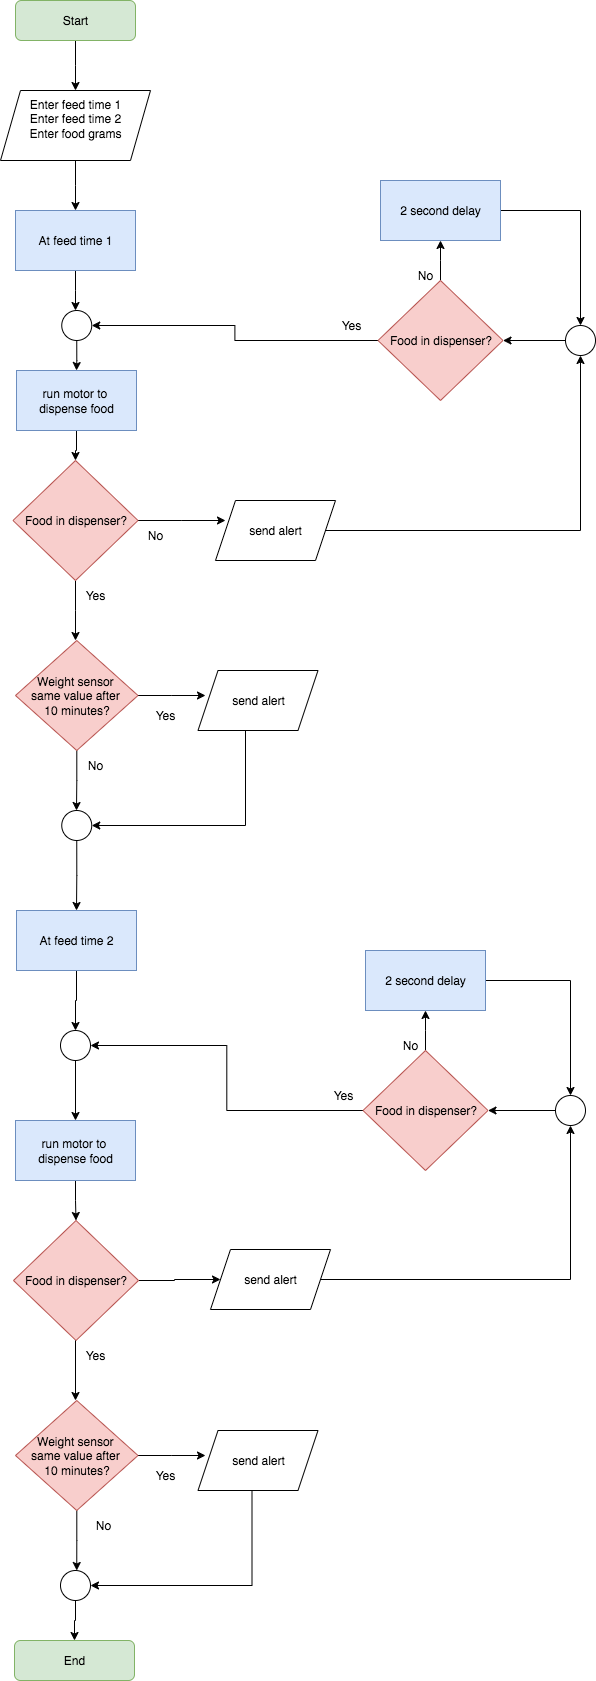 Start
Enter feed time 1
Enter feed time 2
Enter food grams
At feed time 1
2 second delay
No
Yes
Food in dispenser?
run motor to
dispense food
Food in dispenser?
No
send alert
Yes
Weight sensor
same value after
10 minutes?
Yes
send alert
No
At feed time 2
2 second delay
No
Yes
Food in dispenser?
run motor to
dispense food
Food in dispenser?
send alert
Yes
Weight sensor
same value after
10 minutes?
Yes
send alert
No
End